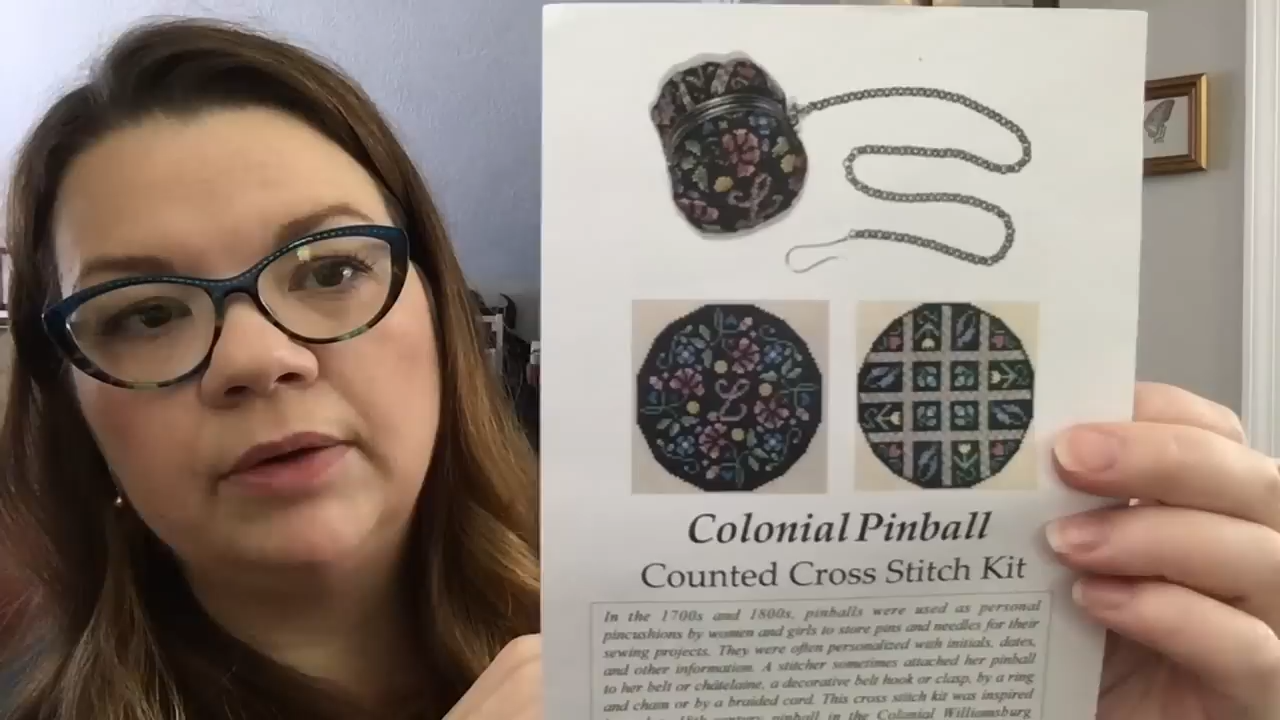 Colonial Pinball
Counted Cross Stitch Kit
In the 1700s and 1800s, pinballs were used as personal
pincushions by women and girls to store pins and needles for their
sewing projects. They were often personalized with initials, dates,
and other information. A stitcher sometimes attached her pinball
to her belt or châtelaine, a decorative belt hook or clasp, by a ring
and chain or by a braided cord. This cross stitch kit was inspired
pinball in the Colonial Williamsburg